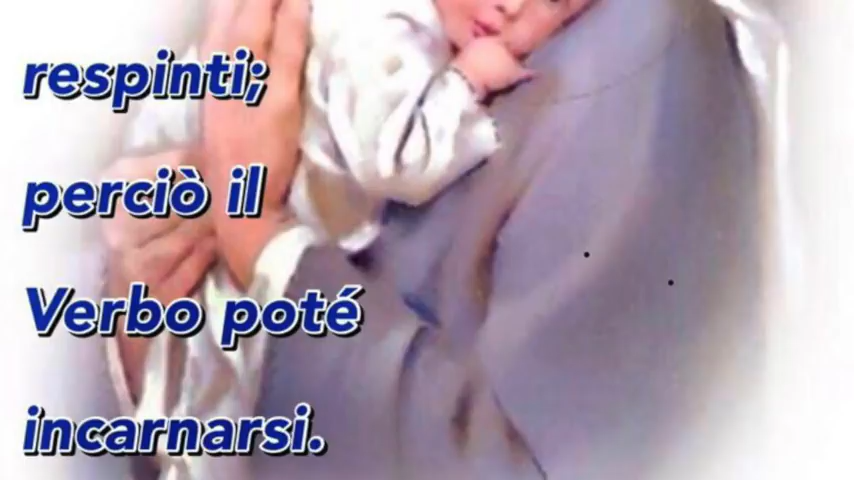 respinti;
perciò il
Verbo poté
incarnarsi.